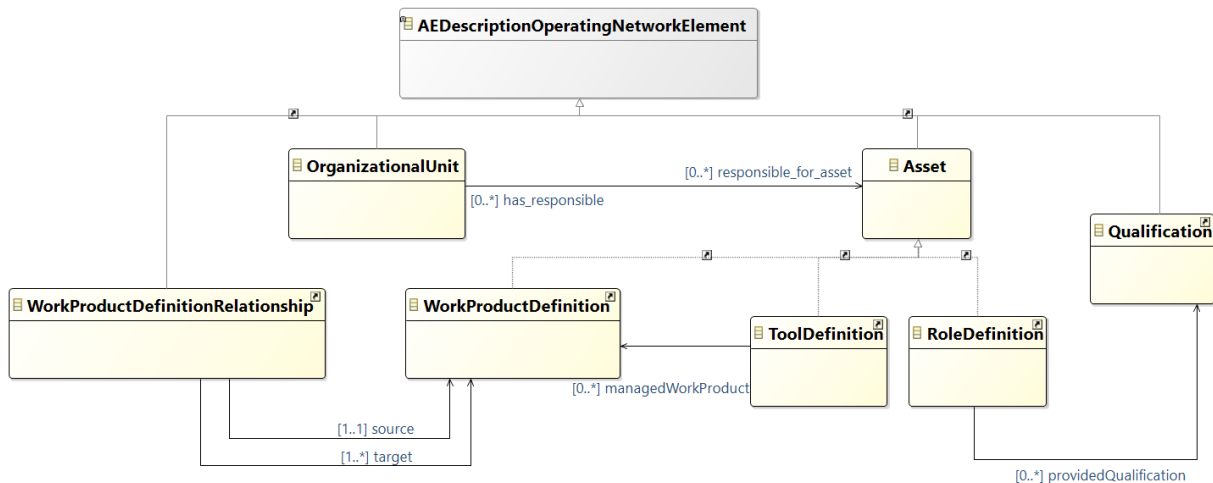 AEDescriptionOperatingNetworkElement
OrganizationalUnit
Asset
[0..*] responsible_for_asset
[0..*] has_responsible
Qualification
WorkProductDefinitionRelationship
WorkProductDefinition
ToolDefinition
RoleDefinition
[0..*] managedWorkProduct
[1..1] source
[1..*] target
[0..*] providedQualification